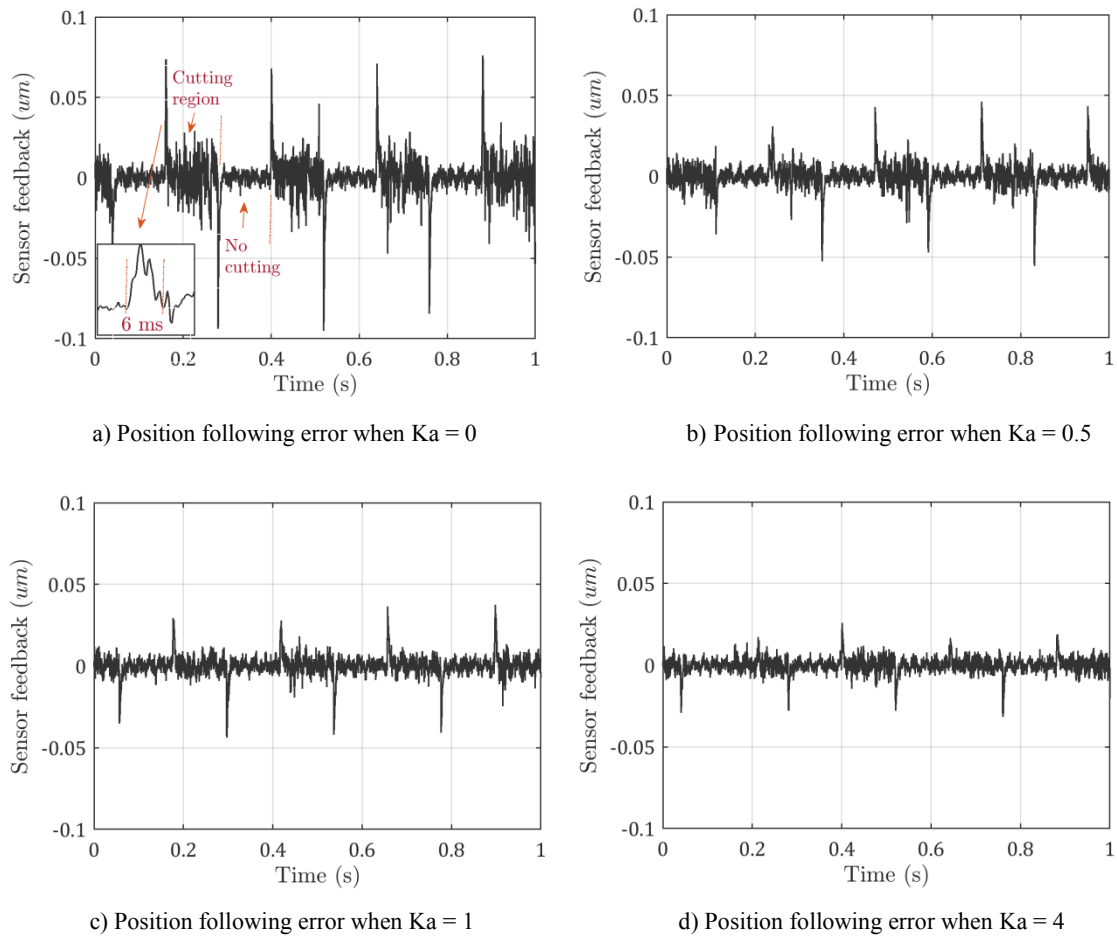 0.1
0.05
0
-0.05
-0.1
Sensor feedback (um)
Cutting
region
No
cutting
6 ms
0
0.2
0.4
0.6
0.8
1
Time (s)
a) Position following error when Ka = 0
0.1
0.05
0
-0.05
-0.1
Sensor feedback (um)
0
0.2
0.4
0.6
0.8
1
Time (s)
b) Position following error when Ka = 0.5
0.1
0.05
0
-0.05
-0.1
Sensor feedback (um)
0
0.2
0.4
0.6
0.8
1
Time (s)
c) Position following error when Ka = 1
0.1
0.05
0
-0.05
-0.1
Sensor feedback (um)
0
0.2
0.4
0.6
0.8
1
Time (s)
d) Position following error when Ka = 4